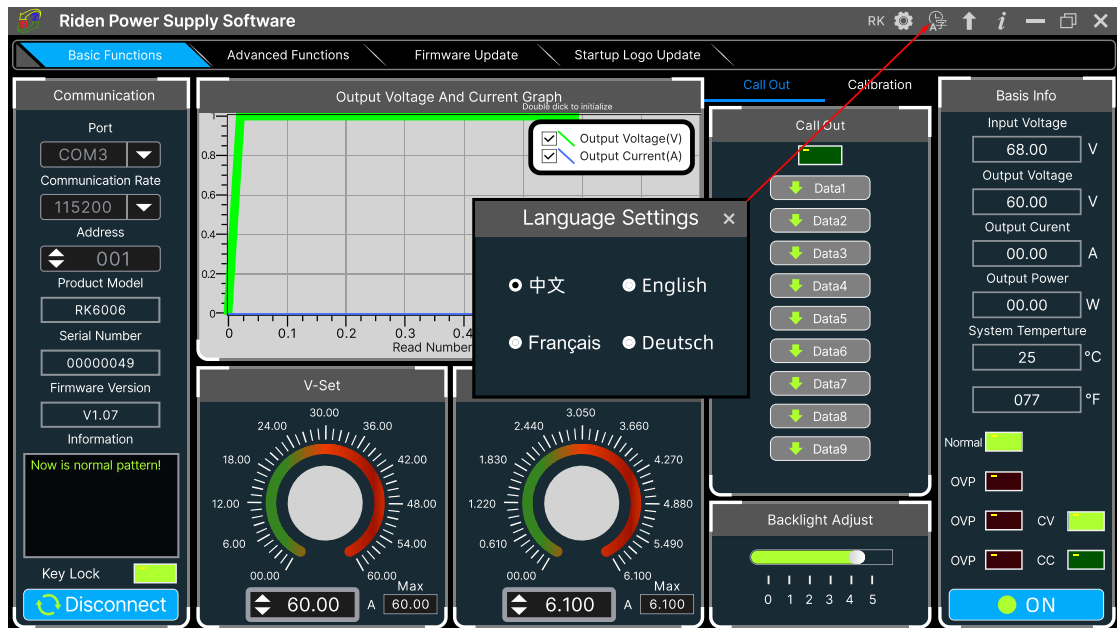 Riden Power Supply Software
RK
Basic Functions
Advanced Functions
Firmware Update
Startup Logo Update
Communication
Port
COM3
Communication Rate
115200
Address
001
Product Model
RK6006
Serial Number
00000049
Firmware Version
V1.07
Information
Now is normal pattern!
Key Lock
Disconnect
Output Voltage And Current Graph
Double dick to initialize
Output Voltage(V)
Output Current(A)
1
0.8
0.6
0.4
0.2
0
0 0.1 0.2 0.3 0.4
Read Number
Language Settings ×
中文 English
Français Deutsch
V-Set
30.00
24.00 36.00
18.00 42.00
12.00 48.00
6.00 54.00
00.00 60.00
Max
60.00 A 60.00
3.050
2.440 3.660
1.830 4.270
1.220 4.880
0.610 5.490
00.00 6.100
Max
6.100 A 6.100
Call Out
Calibration
Call Out
Data1
Data2
Data3
Data4
Data5
Data6
Data7
Data8
Data9
Backlight Adjust
0 1 2 3 4 5
Basis Info
Input Voltage
68.00 V
Output Voltage
60.00 V
Output Curent
00.00 A
Output Power
00.00 W
System Temperture
25 °C
077 °F
Normal
OVP
OVP CV
OVP CC
ON